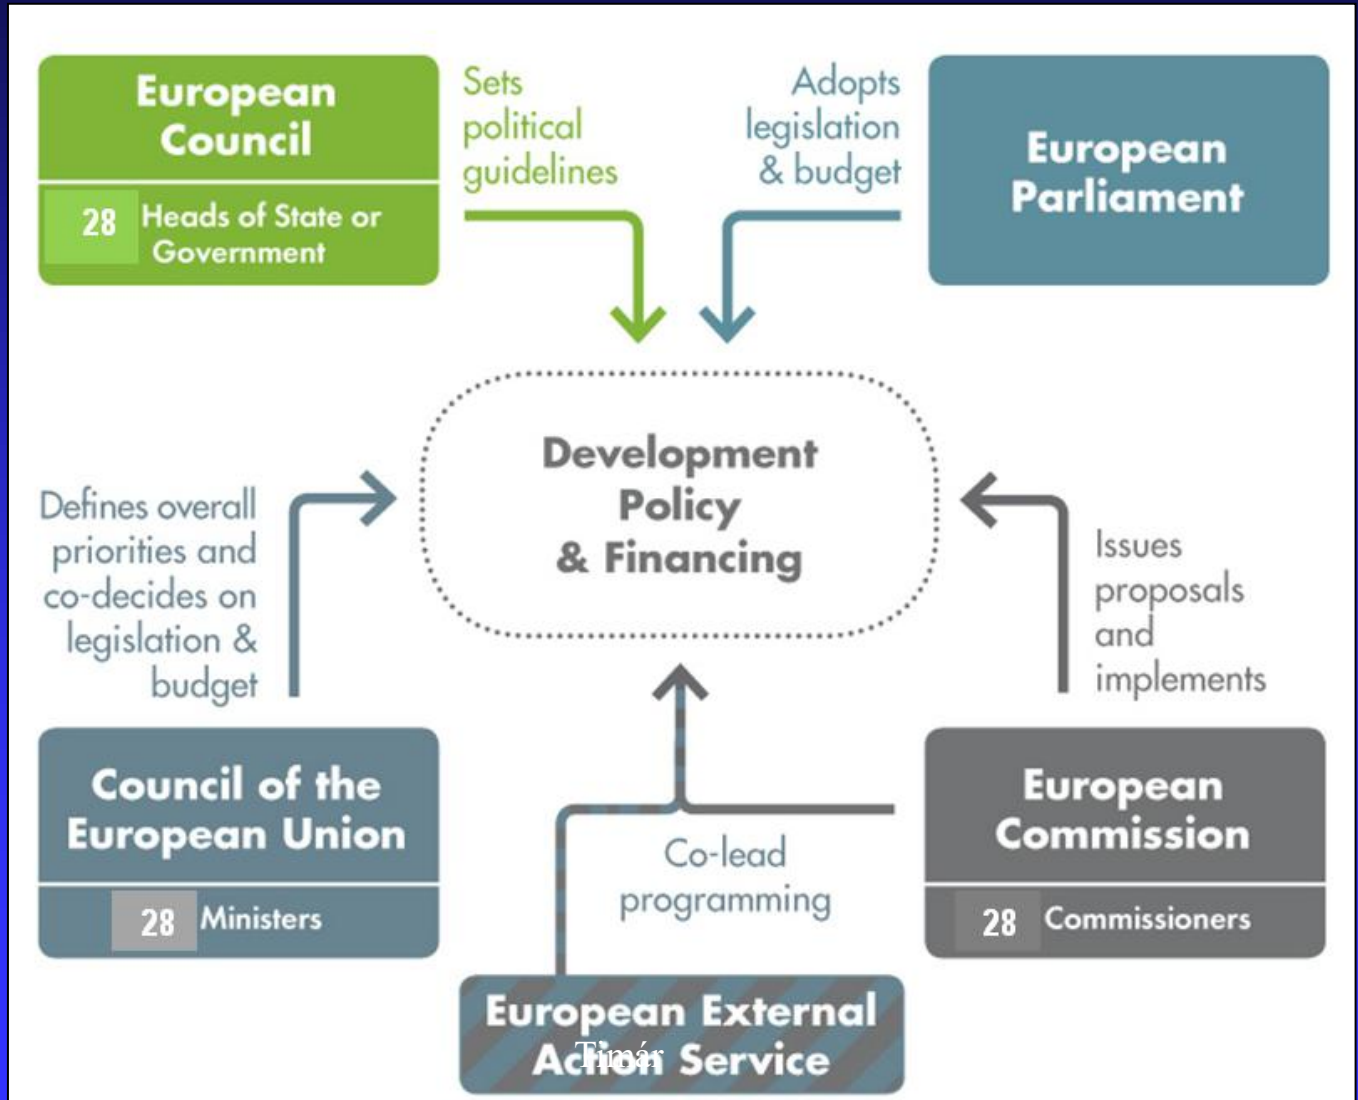 European
Council
28 Heads of State or
Government
Sets
political
guidelines
Adopts
legislation
& budget
European
Parliament
Development
Policy
& Financing
Defines overall
priorities and
co-decides on
legislation &
budget
Issues
proposals
and
implements
Council of the
European Union
28 Ministers
Co-lead
programming
European
Commission
28 Commissioners
European External
Action Service
Timár